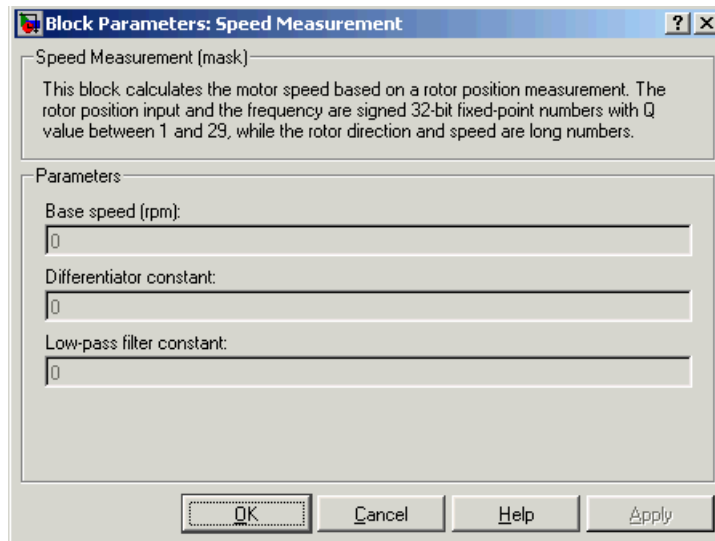 Block Parameters: Speed Measurement
Speed Measurement (mask)
This block calculates the motor speed based on a rotor position measurement. The
rotor position input and the frequency are signed 32-bit fixed-point numbers with Q
value between 1 and 29, while the rotor direction and speed are long numbers.
Parameters
Base speed (rpm):
0
Differentiator constant:
0
Low-pass filter constant:
0
OK Cancel Help Apply